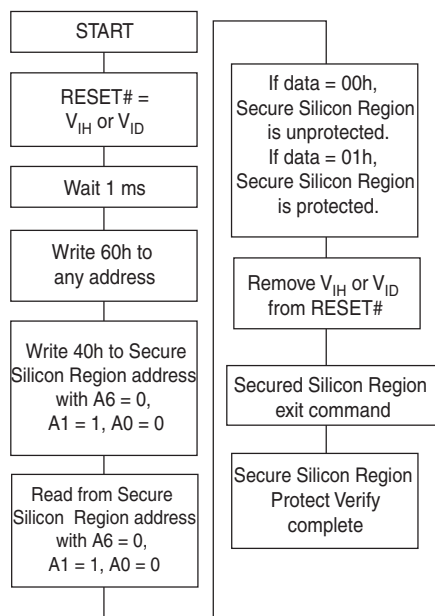 START
RESET# =
V_IH or V_ID
Wait 1 ms
Write 60h to
any address
Write 40h to Secure
Silicon Region address
with A6 = 0,
A1 = 1, A0 = 0
Read from Secure
Silicon Region address
with A6 = 0,
A1 = 1, A0 = 0
If data = 00h,
Secure Silicon Region
is unprotected.
If data = 01h,
Secure Silicon Region
is protected.
Remove V_IH or V_ID
from RESET#
Secured Silicon Region
exit command
Secure Silicon Region
Protect Verify
complete